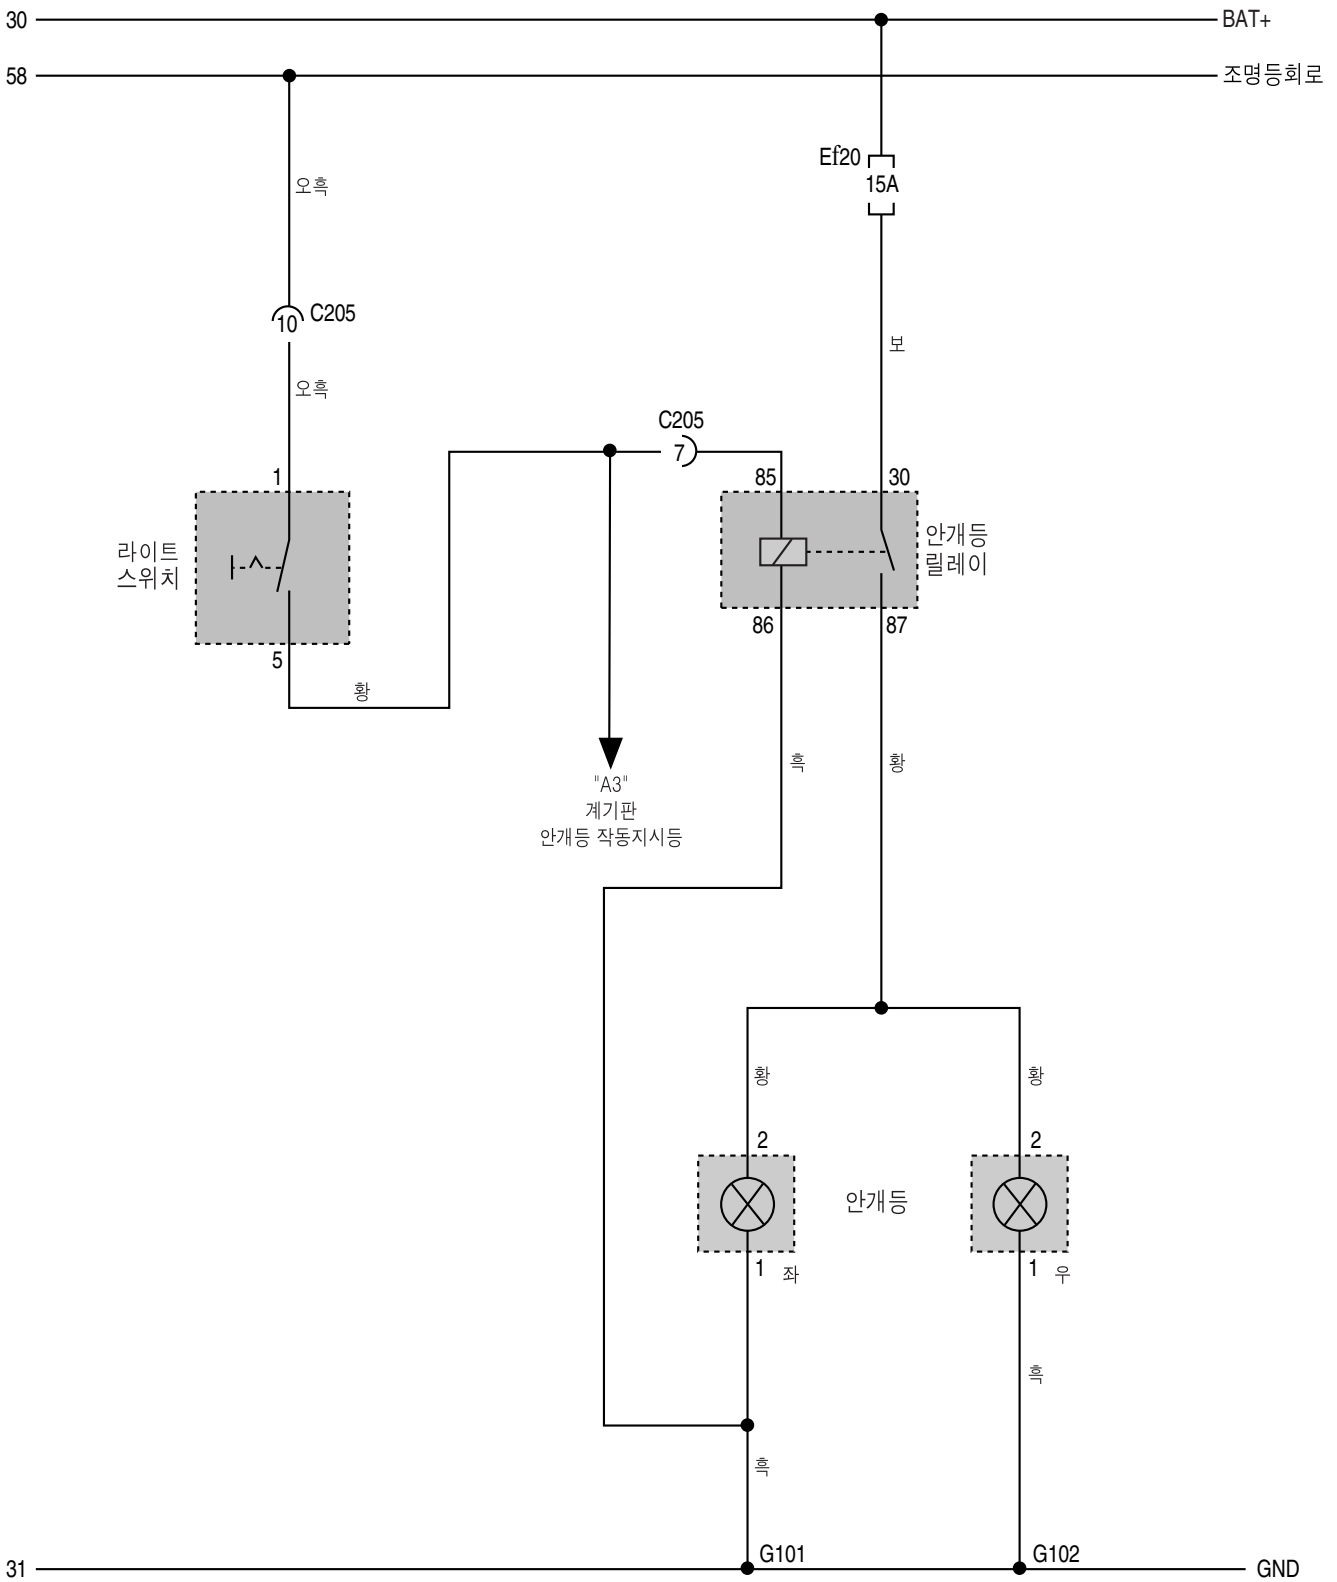 30
BAT+
58
조명등회로
Ef20
15A
오흑
10
C205
보
오흑
C205
7
1
85
30
라이트
스위치
안개등
릴레이
5
86
87
황
흑
황
"A3"
계기판
안개등 작동지시등
황
황
2
2
안개등
1
좌
1
우
흑
흑
G101
G102
31
GND